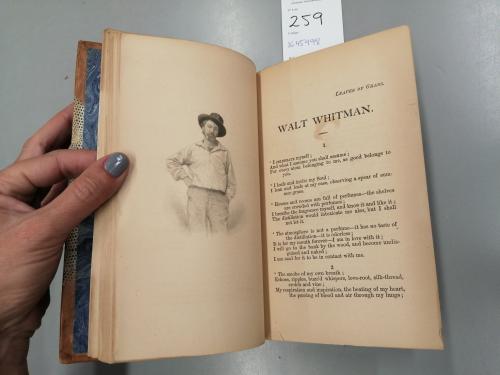 259
LEAVES OF GRASS.
WALT WHITMAN.
1
¹ I CELEBRATE myself;
And what I assume you shall assume;
For every atom belonging to me, as good belongs to
you.
² I loafe and invite my Soul;
I lean and loafe at my ease, observing a spear of sum-
mer grass.
³ Houses and rooms are full of perfumes—the shelves
are crowded with perfumes;
I breathe the fragrance myself, and know it and like it;
The distillation would intoxicate me also, but I shall
not let it.
⁴ The atmosphere is not a perfume—it has no taste of
the distillation—it is odorless;
It is for my mouth forever—I am in love with it;
I will go to the bank by the wood, and become undis-
guised and naked;
I am mad for it to be in contact with me.
2
⁵ The smoke of my own breath;
Echoes, ripples, buzz'd whispers, love-root, silk-thread,
crotch and vine;
My respiration and inspiration, the beating of my heart,
the passing of blood and air through my lungs;